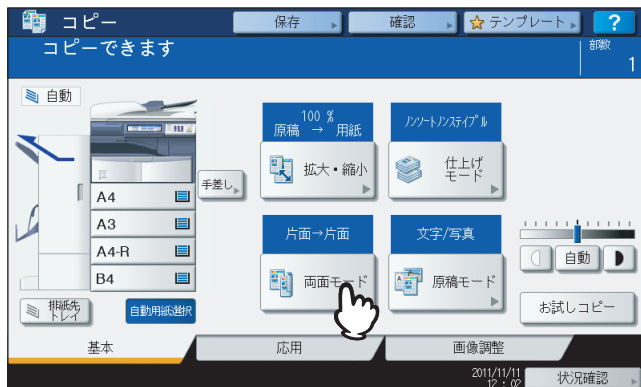 コピー
保存
確認
テンプレート
?
コピーできます
部数
1
自動
100 %
原稿 → 用紙
拡大・縮小
ノンソートノンステイプル
仕上げ
モード
手差し
A4
A3
A4-R
B4
片面→片面
両面モード
文字/写真
原稿モード
自動
お試しコピー
排紙先
トレイ
自動用紙選択
基本
応用
画像調整
2011/11/11
12 : 02
状況確認